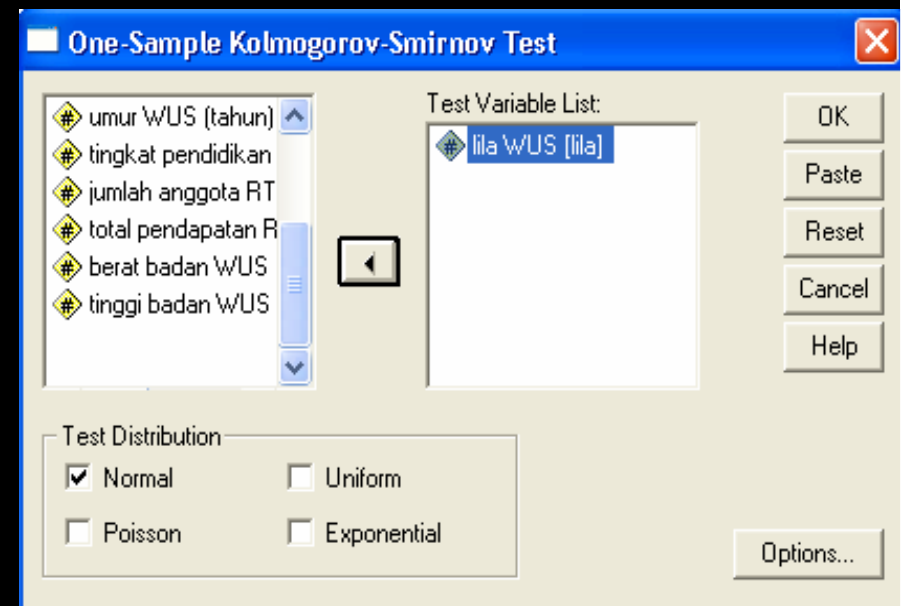 One-Sample Kolmogorov-Smirnov Test
umur WUS (tahun)
tingkat pendidikan
jumlah anggota RT
total pendapatan R
berat badan WUS
tinggi badan WUS
Test Variable List:
lila WUS [lila]
OK
Paste
Reset
Cancel
Help
Test Distribution
Normal
Uniform
Poisson
Exponential
Options...